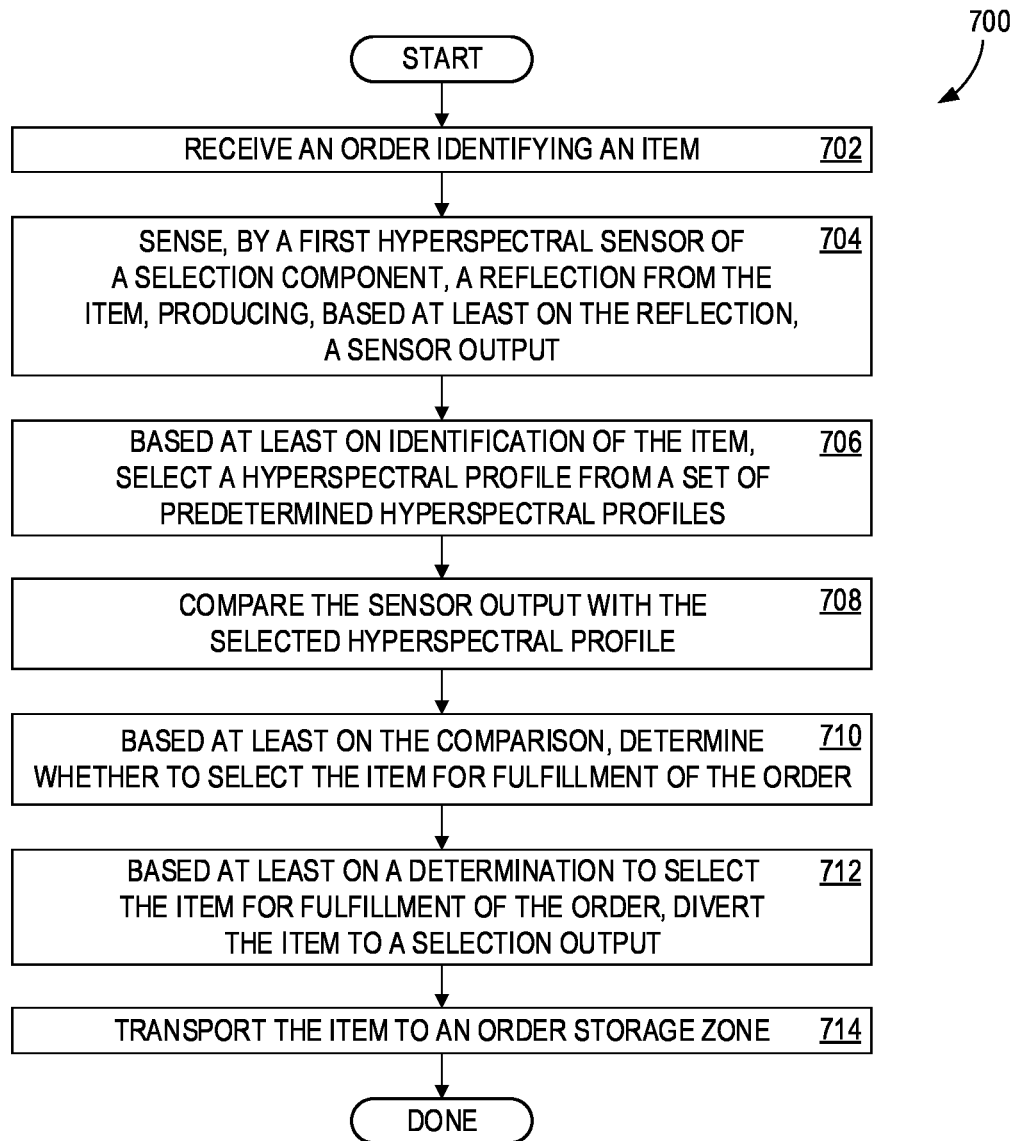 700
START
RECEIVE AN ORDER IDENTIFYING AN ITEM 702
SENSE, BY A FIRST HYPERSPECTRAL SENSOR OF 704
A SELECTION COMPONENT, A REFLECTION FROM THE
ITEM, PRODUCING, BASED AT LEAST ON THE REFLECTION,
A SENSOR OUTPUT
BASED AT LEAST ON IDENTIFICATION OF THE ITEM, 706
SELECT A HYPERSPECTRAL PROFILE FROM A SET OF
PREDETERMINED HYPERSPECTRAL PROFILES
COMPARE THE SENSOR OUTPUT WITH THE 708
SELECTED HYPERSPECTRAL PROFILE
BASED AT LEAST ON THE COMPARISON, DETERMINE 710
WHETHER TO SELECT THE ITEM FOR FULFILLMENT OF THE ORDER
BASED AT LEAST ON A DETERMINATION TO SELECT 712
THE ITEM FOR FULFILLMENT OF THE ORDER, DIVERT
THE ITEM TO A SELECTION OUTPUT
TRANSPORT THE ITEM TO AN ORDER STORAGE ZONE 714
DONE